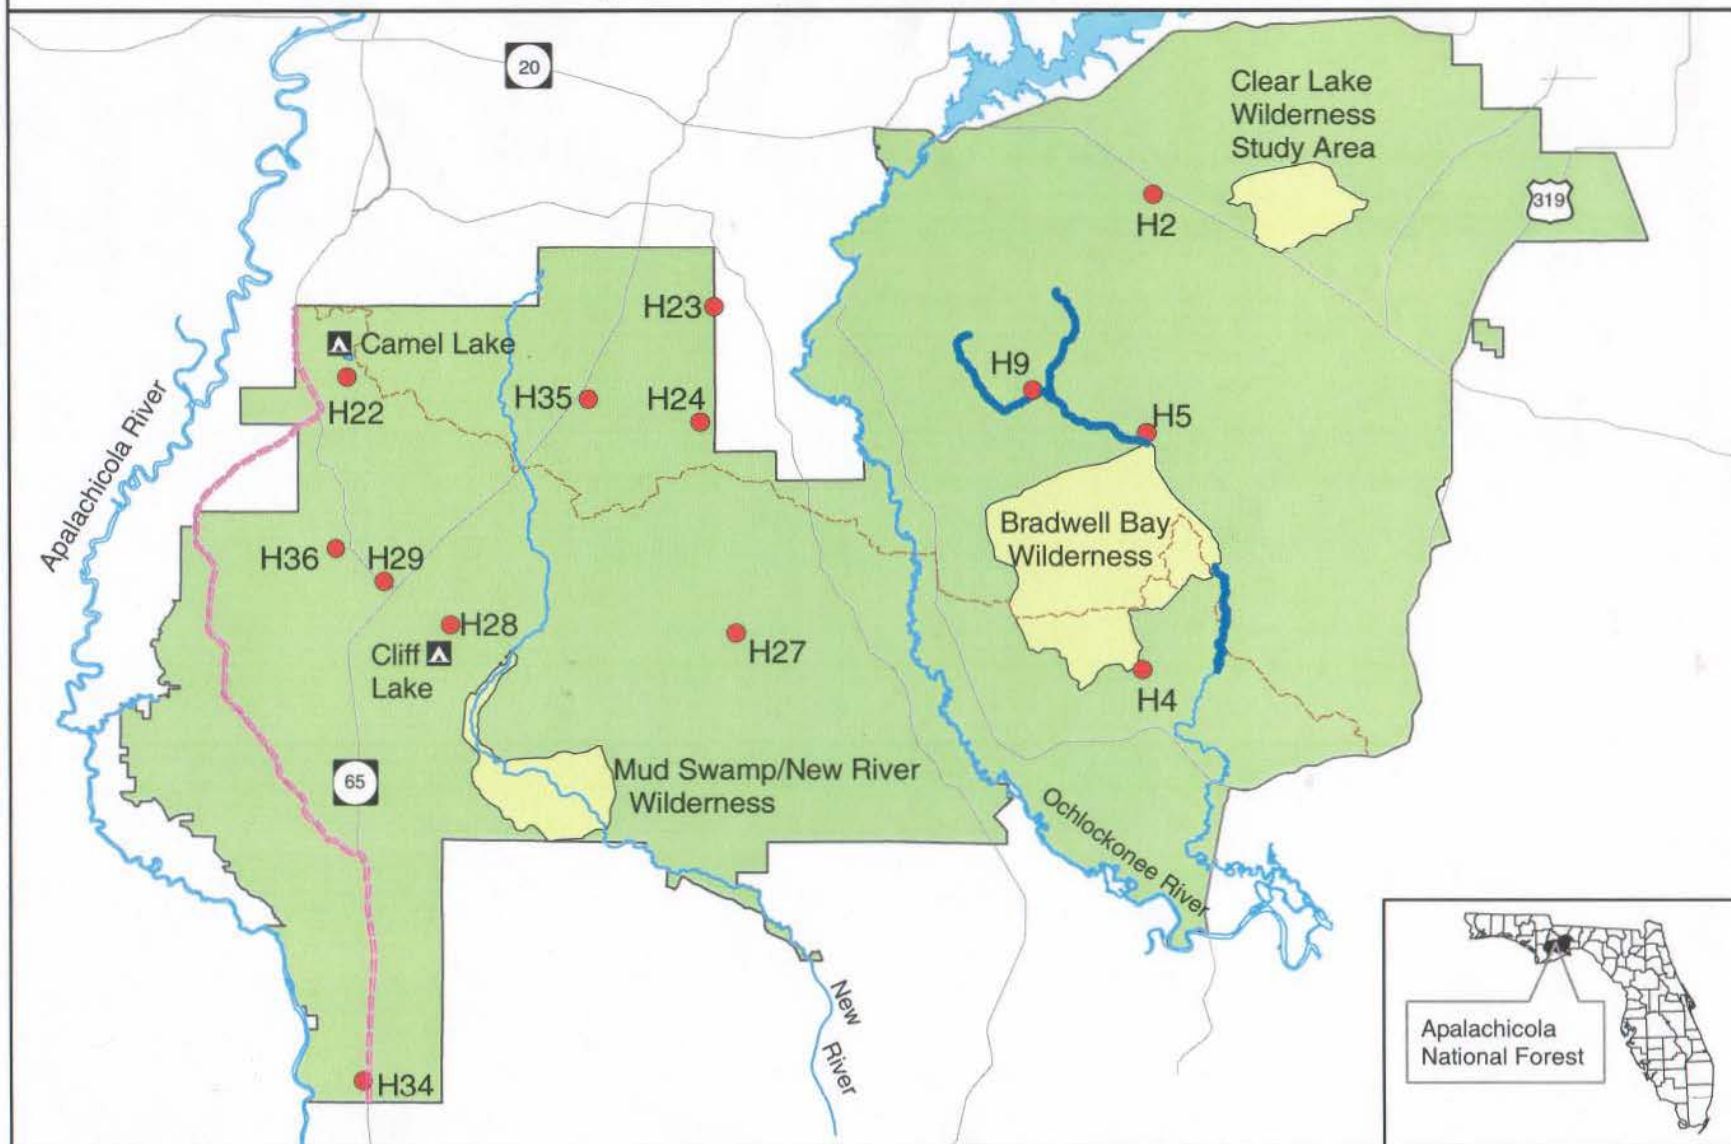 20
Clear Lake
Wilderness
Study Area
319
H2
H23
Camel Lake
H22
H35
H24
H9
H5
Apalachicola River
H36
H29
Bradwell Bay
Wilderness
H28
Cliff
Lake
H27
H4
65
Mud Swamp/New River
Wilderness
Ochlockonee River
New
River
H34
Apalachicola
National Forest